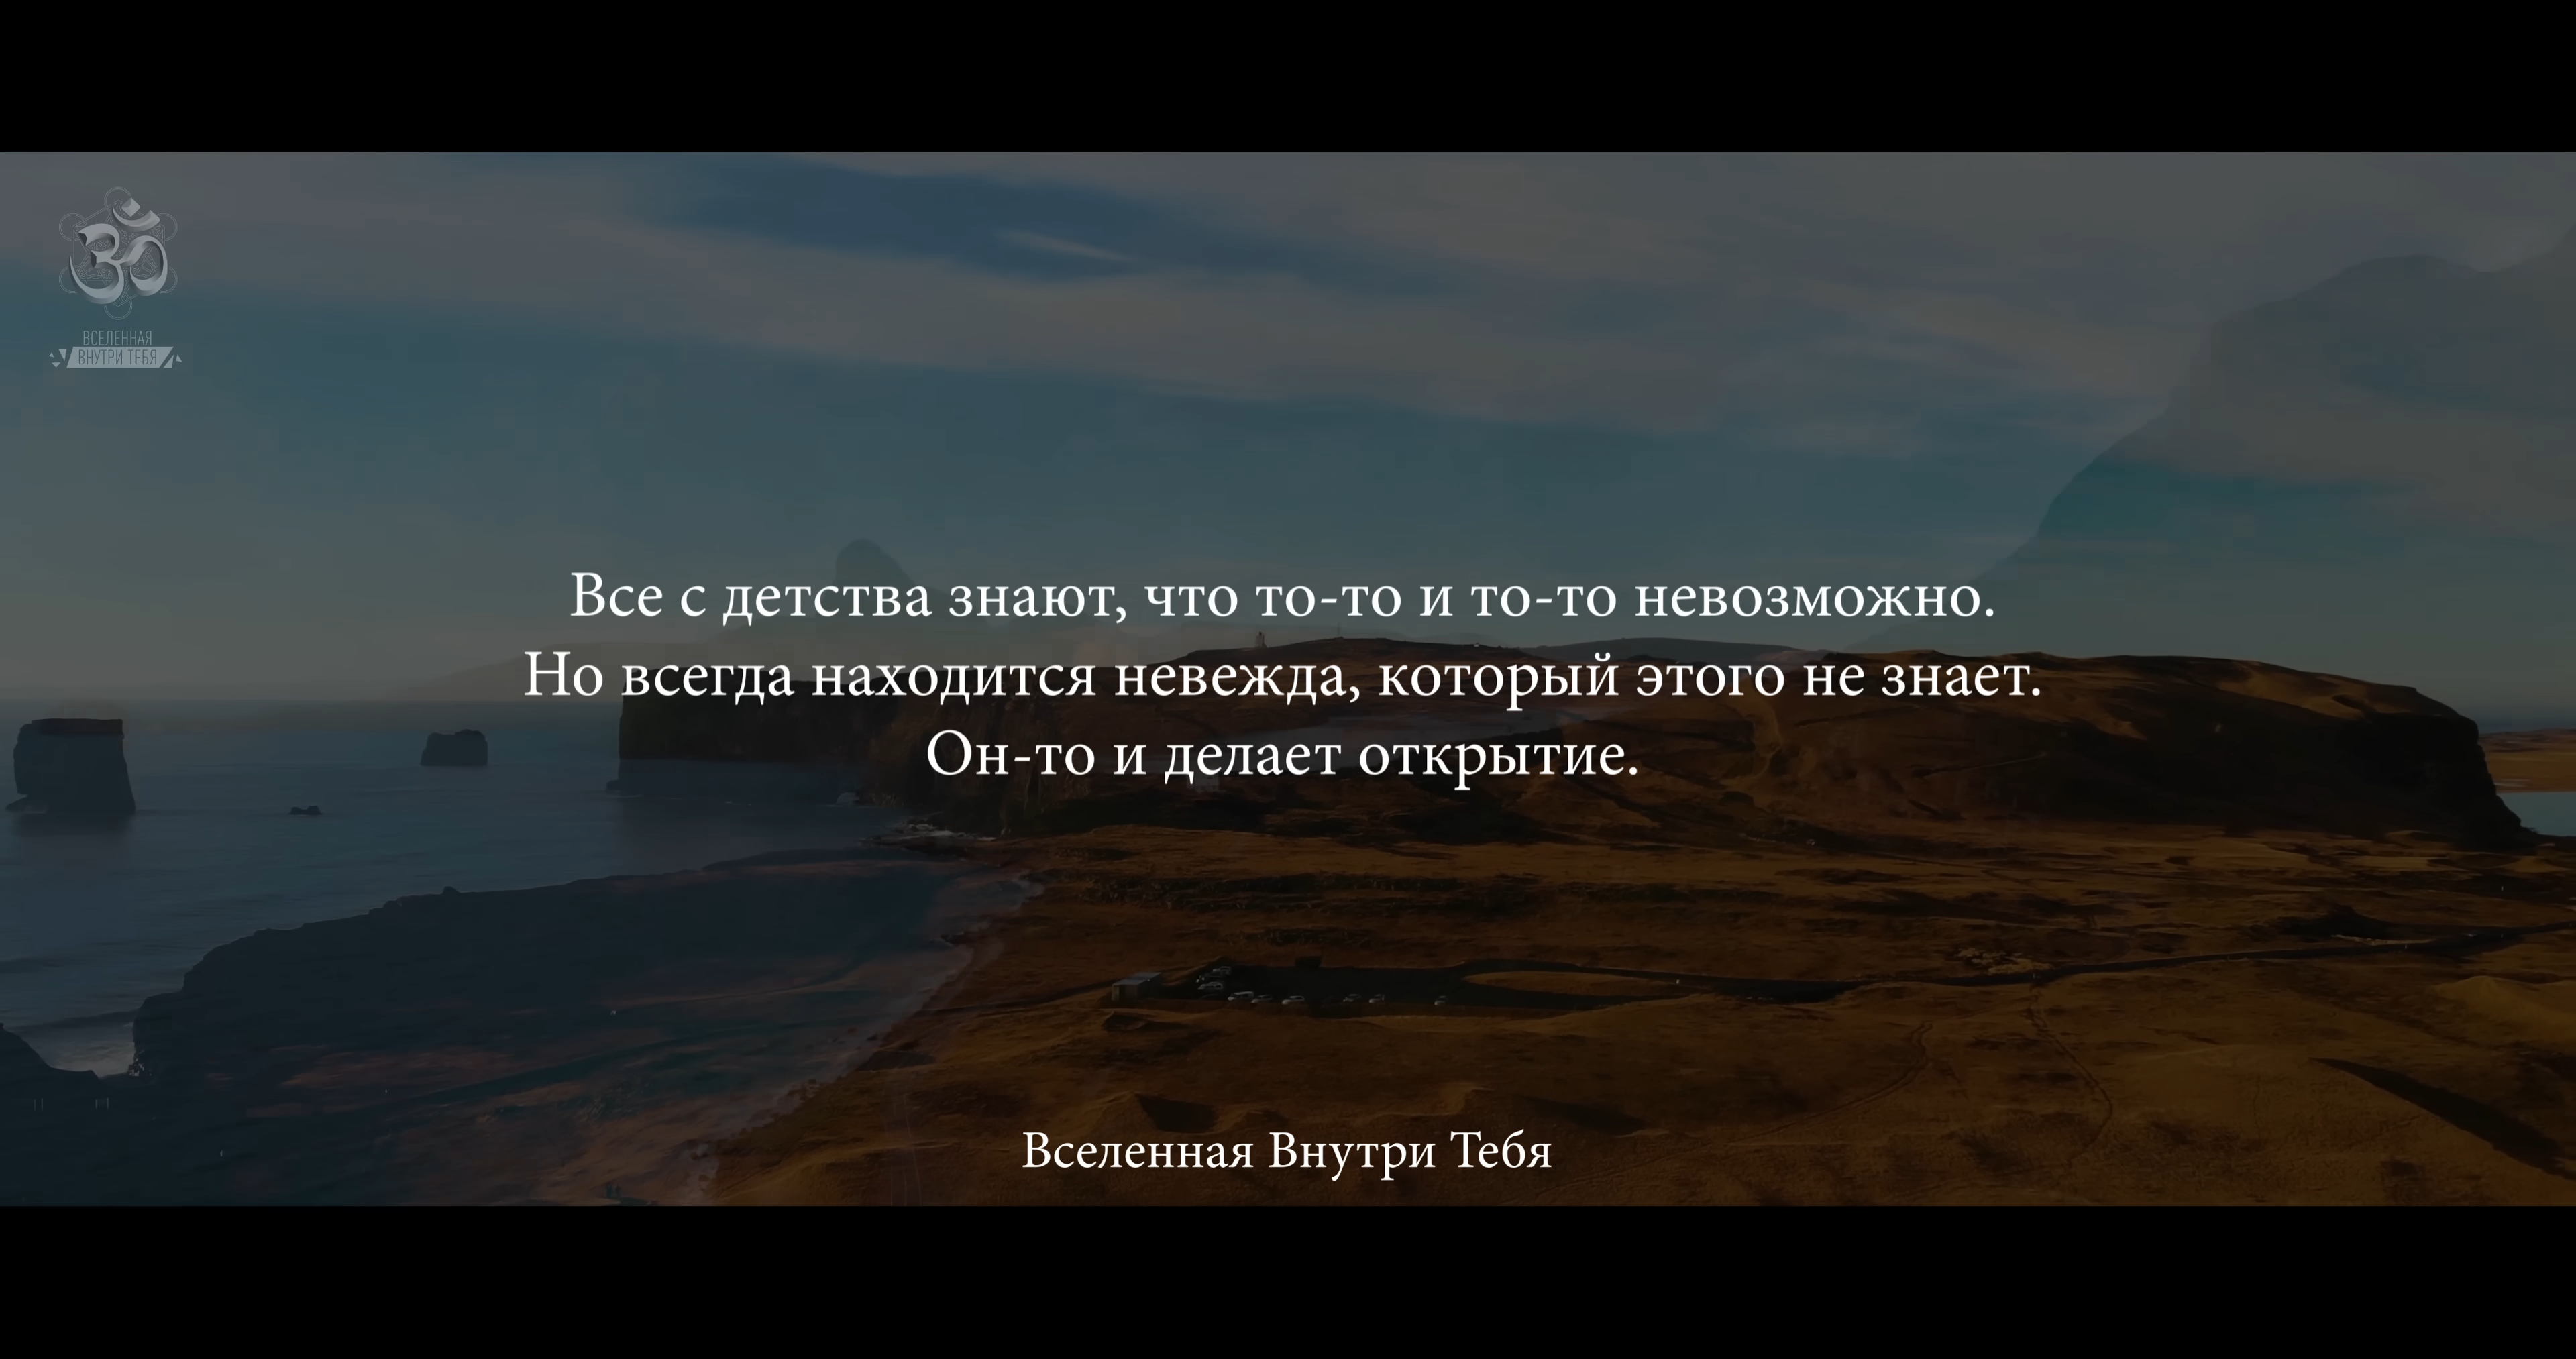 ВСЕЛЕННАЯ
ВНУТРИ ТЕБЯ
Все с детства знают, что то-то и то-то невозможно.
Но всегда находится невежда, который этого не знает.
Он-то и делает открытие.
Вселенная Внутри Тебя